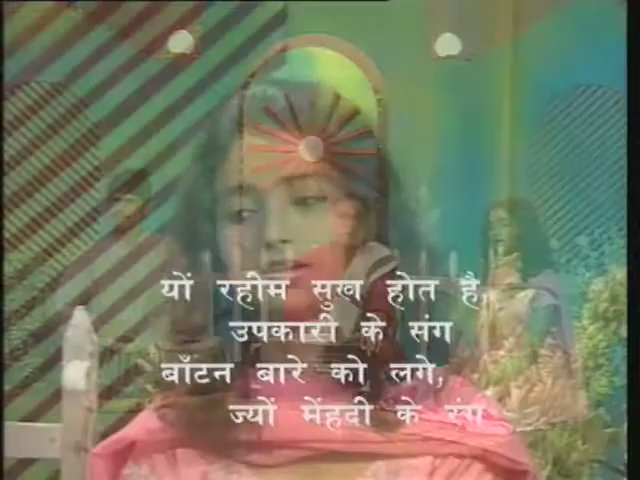 यों रहीम सुख होत है,
उपकारी के संग
बाँटन बारे को लगे,
ज्यों मेंहदी के रंग